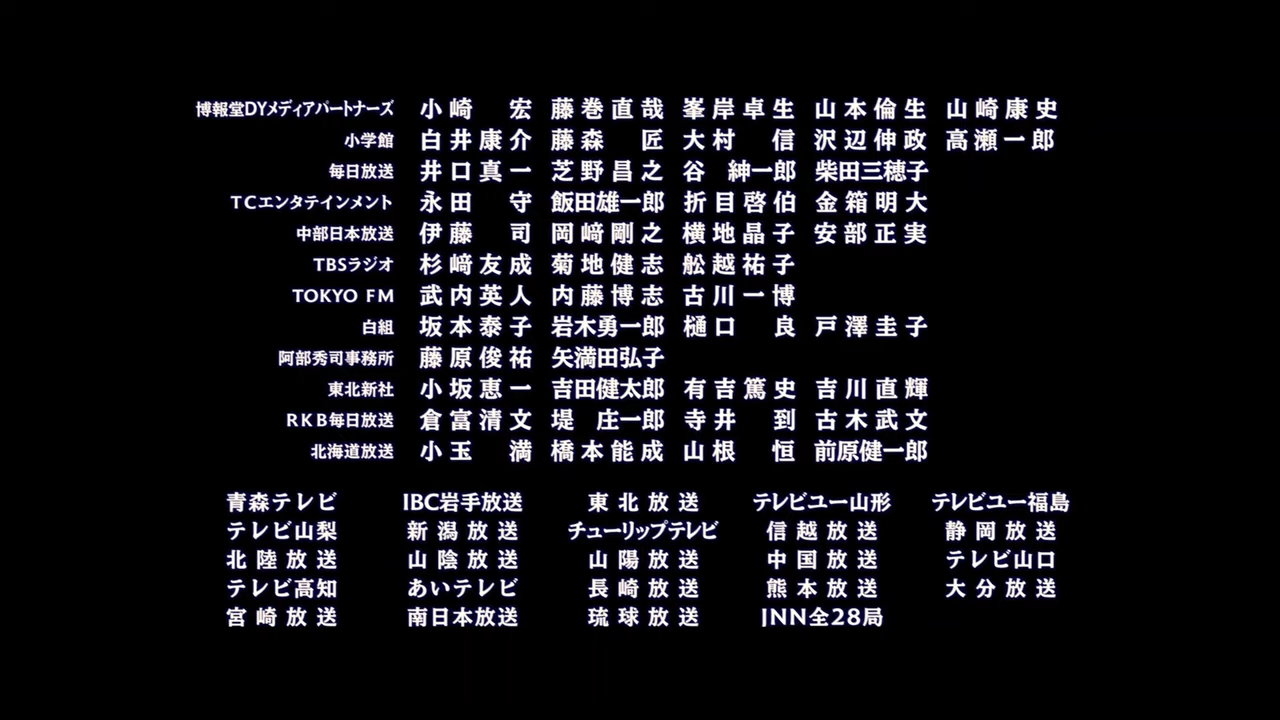 博報堂DYメディアパートナーズ 小崎 宏 藤巻直哉 峯岸卓生 山本倫生 山崎康史
小学館 白井康介 藤森 匠 大村 信 沢辺伸政 高瀬一郎
毎日放送 井口真一 芝野昌之 谷 紳一郎 柴田三穂子
TCエンタテインメント 永田 守 飯田雄一郎 折目啓伯 金箱明大
中部日本放送 伊藤 司 岡﨑剛之 横地晶子 安部正実
TBSラジオ 杉﨑友成 菊地健志 舩越祐子
TOKYO FM 武内英人 内藤博志 古川一博
白組 坂本泰子 岩木勇一郎 樋口 良 戸澤圭子
阿部秀司事務所 藤原俊祐 矢満田弘子
東北新社 小坂恵一 吉田健太郎 有吉篤史 吉川直輝
RKB毎日放送 倉富清文 堤 庄一郎 寺井 到 古木武文
北海道放送 小玉 満 橋本能成 山根 恒 前原健一郎
青森テレビ IBC岩手放送 東北放送 テレビユー山形 テレビユー福島
テレビ山梨 新潟放送 チューリップテレビ 信越放送 静岡放送
北陸放送 山陰放送 山陽放送 中国放送 テレビ山口
テレビ高知 あいテレビ 長崎放送 熊本放送 大分放送
宮崎放送 南日本放送 琉球放送 JNN全28局